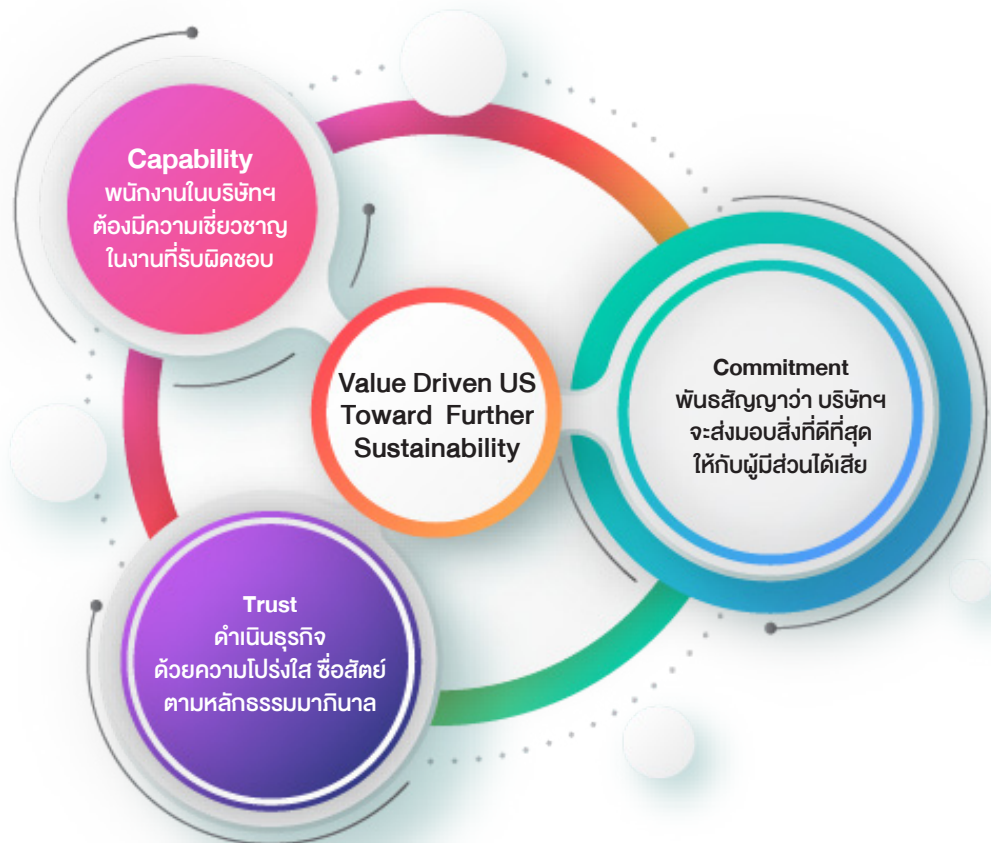 Capability
พนักงานในบริษัทฯ
ต้องมีความเชี่ยวชาญ
ในงานที่รับผิดชอบ
Value Driven US
Toward Further
Sustainability
Commitment
พันธสัญญาว่า บริษัทฯ
จะส่งมอบสิ่งที่ดีที่สุด
ให้กับผู้มีส่วนได้เสีย
Trust
ดำเนินธุรกิจ
ด้วยความโปร่งใส ซื่อสัตย์
ตามหลักธรรมมาภินาล